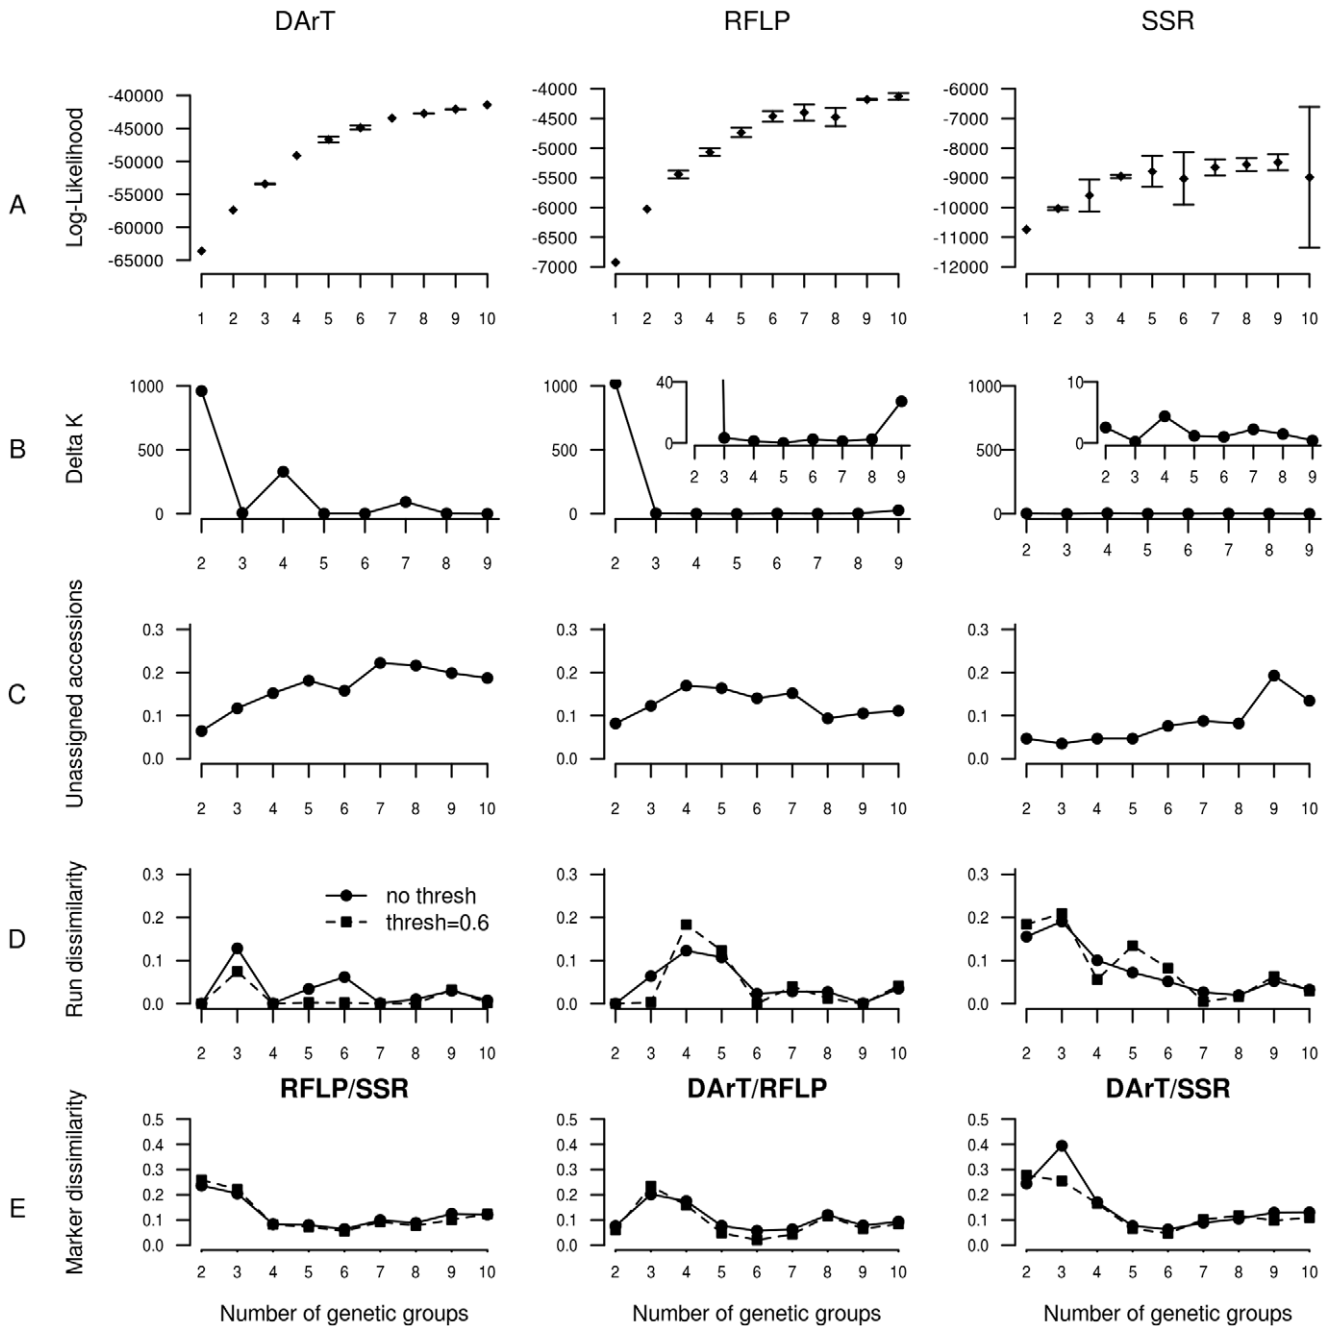 DArT RFLP SSR
A
Log-Likelihood
-40000
-45000
-50000
-55000
-60000
-65000
1 2 3 4 5 6 7 8 9 10
-4000
-4500
-5000
-5500
-6000
-6500
-7000
1 2 3 4 5 6 7 8 9 10
-6000
-7000
-8000
-9000
-10000
-11000
-12000
1 2 3 4 5 6 7 8 9 10
B
Delta K
1000
500
0
2 3 4 5 6 7 8 9
1000
500
0
40
0
2 3 4 5 6 7 8 9
2 3 4 5 6 7 8 9
1000
500
0
10
0
2 3 4 5 6 7 8 9
2 3 4 5 6 7 8 9
C
Unassigned accessions
0.3
0.2
0.1
0.0
2 3 4 5 6 7 8 9 10
0.3
0.2
0.1
0.0
2 3 4 5 6 7 8 9 10
0.3
0.2
0.1
0.0
2 3 4 5 6 7 8 9 10
D
Run dissimilarity
0.3
0.2
0.1
0.0
no thresh
thresh=0.6
2 3 4 5 6 7 8 9 10
0.3
0.2
0.1
0.0
2 3 4 5 6 7 8 9 10
0.3
0.2
0.1
0.0
2 3 4 5 6 7 8 9 10
E
Marker dissimilarity
RFLP/SSR
0.5
0.4
0.3
0.2
0.1
0.0
2 3 4 5 6 7 8 9 10
Number of genetic groups
DArT/RFLP
0.5
0.4
0.3
0.2
0.1
0.0
2 3 4 5 6 7 8 9 10
Number of genetic groups
DArT/SSR
0.5
0.4
0.3
0.2
0.1
0.0
2 3 4 5 6 7 8 9 10
Number of genetic groups